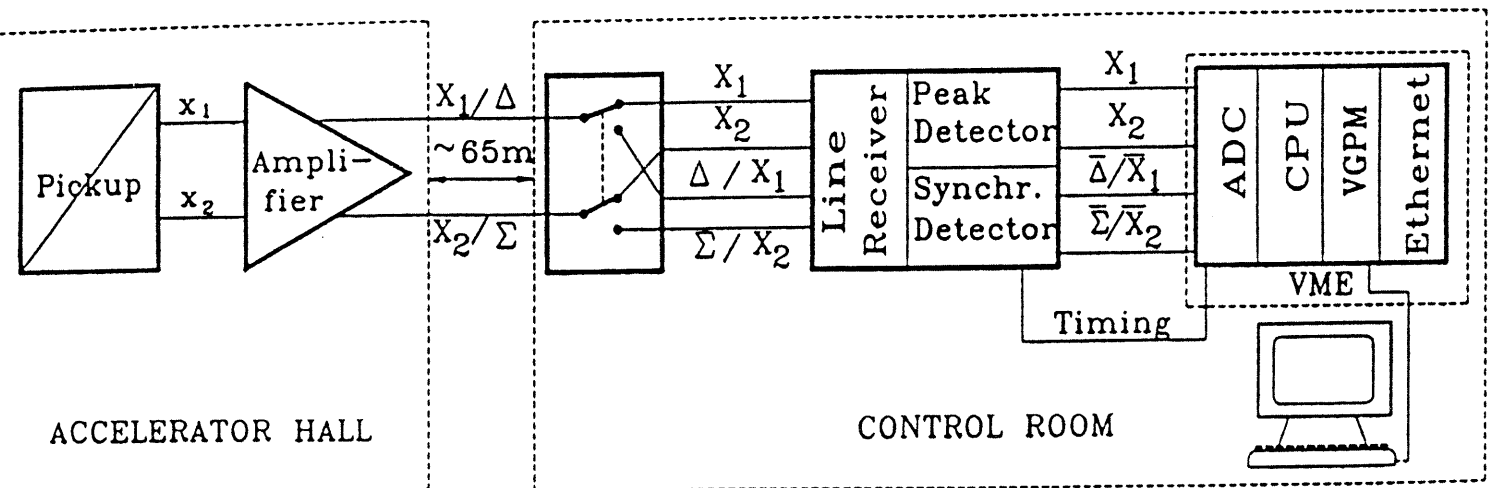 Pickup
x₁
x₂
Ampli-
fier
X₁/Δ
~65m
X₂/Σ
X₁
X₂
Δ/X₁
Σ/X₂
Line
Receiver
Peak
Detector
Synchr.
Detector
X₁
X₂
Δ̅/X̅₁
Σ̅/X̅₂
Timing
ADC
CPU
VGPM
Ethernet
VME
ACCELERATOR HALL
CONTROL ROOM